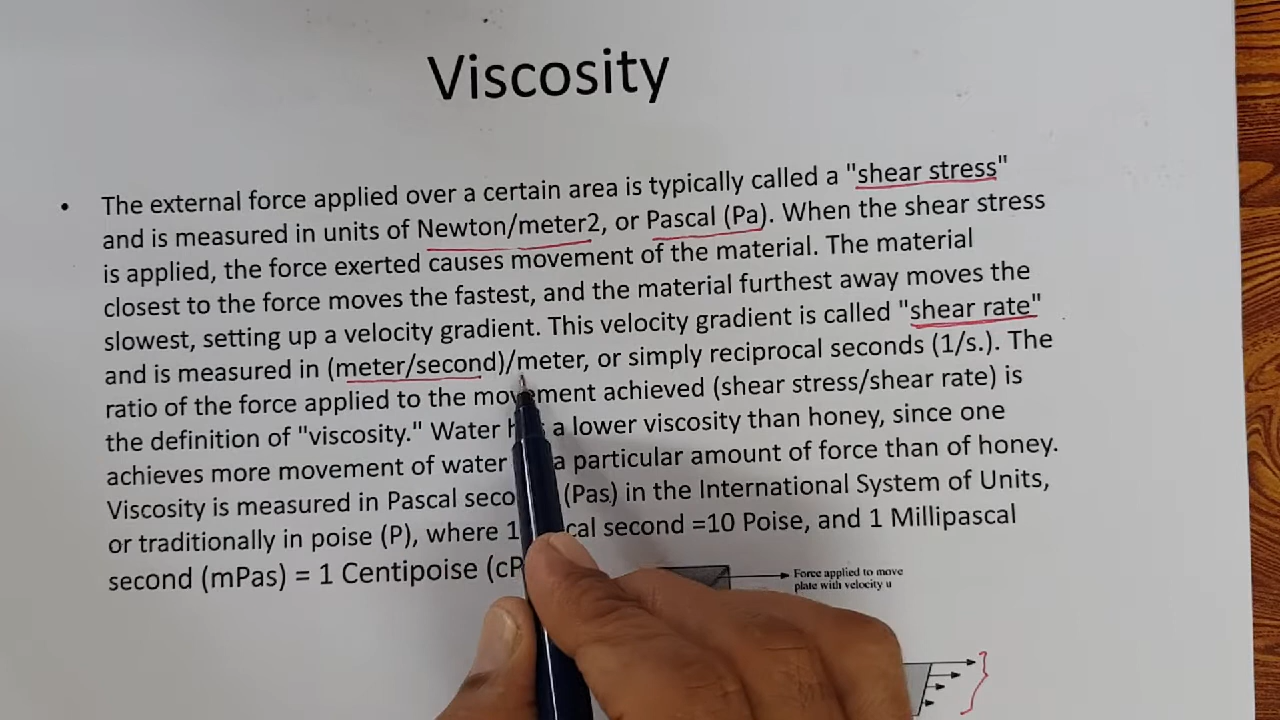 Viscosity
• The external force applied over a certain area is typically called a "shear stress"
and is measured in units of Newton/meter2, or Pascal (Pa). When the shear stress
is applied, the force exerted causes movement of the material. The material
closest to the force moves the fastest, and the material furthest away moves the
slowest, setting up a velocity gradient. This velocity gradient is called "shear rate"
and is measured in (meter/second)/meter, or simply reciprocal seconds (1/s.). The
ratio of the force applied to the movement achieved (shear stress/shear rate) is
the definition of "viscosity." Water a lower viscosity than honey, since one
achieves more movement of water a particular amount of force than of honey.
Viscosity is measured in Pascal (Pas) in the International System of Units,
or traditionally in poise (P), where 1 second =10 Poise, and 1 Millipascal
second (mPas) = 1 Centipoise
Force applied to move
plate with velocity u